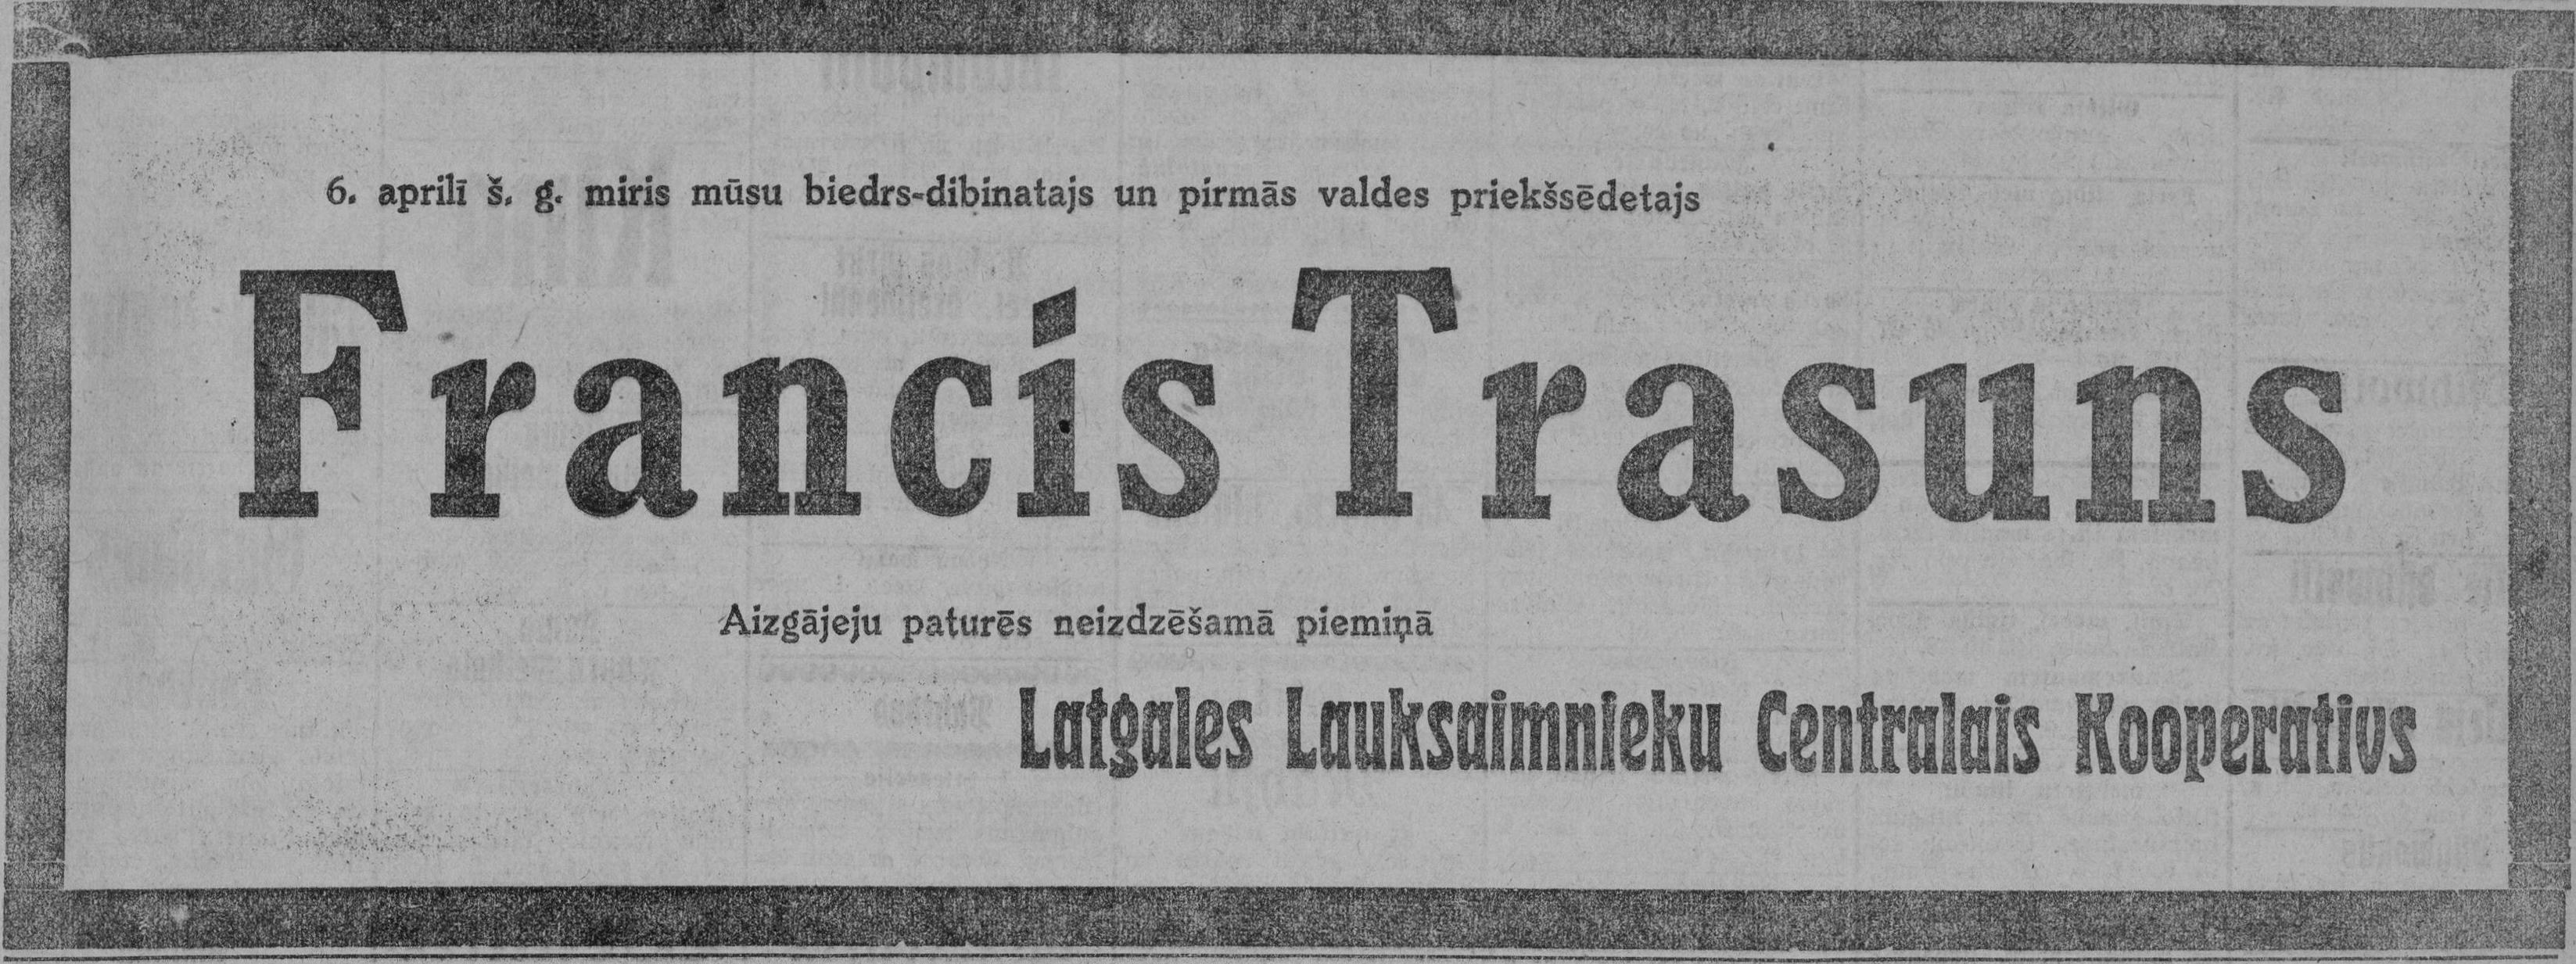 6. aprilī š. g. miris mūsu biedrs-dibinatajs un pirmās valdes priekšsēdetajs
Francis Trasuns
Aizgājeju paturēs neizdzēšamā piemiņā
Latgales Lauksaimnieku Centralais Kooperativs